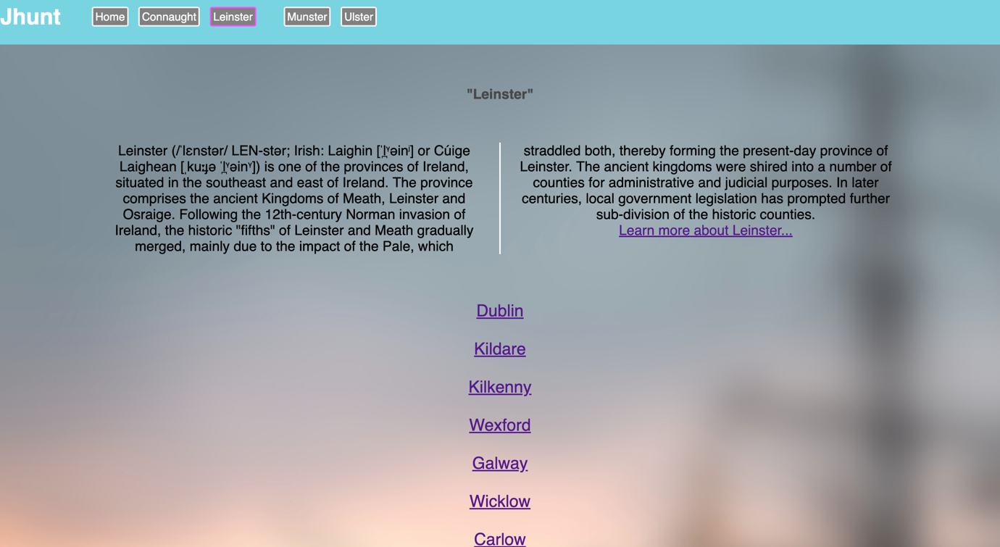 Jhunt
Home Connaught Leinster Munster Ulster
"Leinster"
Leinster (/ˈlɛnstər/ LEN-stər; Irish: Laighin [ˈl̪ˠəinʲ] or Cúige
Laighean [ˌkuːɟə ˈl̪ˠəinˠ]) is one of the provinces of Ireland,
situated in the southeast and east of Ireland. The province
comprises the ancient Kingdoms of Meath, Leinster and
Osraige. Following the 12th-century Norman invasion of
Ireland, the historic "fifths" of Leinster and Meath gradually
merged, mainly due to the impact of the Pale, which
straddled both, thereby forming the present-day province of
Leinster. The ancient kingdoms were shired into a number of
counties for administrative and judicial purposes. In later
centuries, local government legislation has prompted further
sub-division of the historic counties.
Learn more about Leinster...
Dublin
Kildare
Kilkenny
Wexford
Galway
Wicklow
Carlow